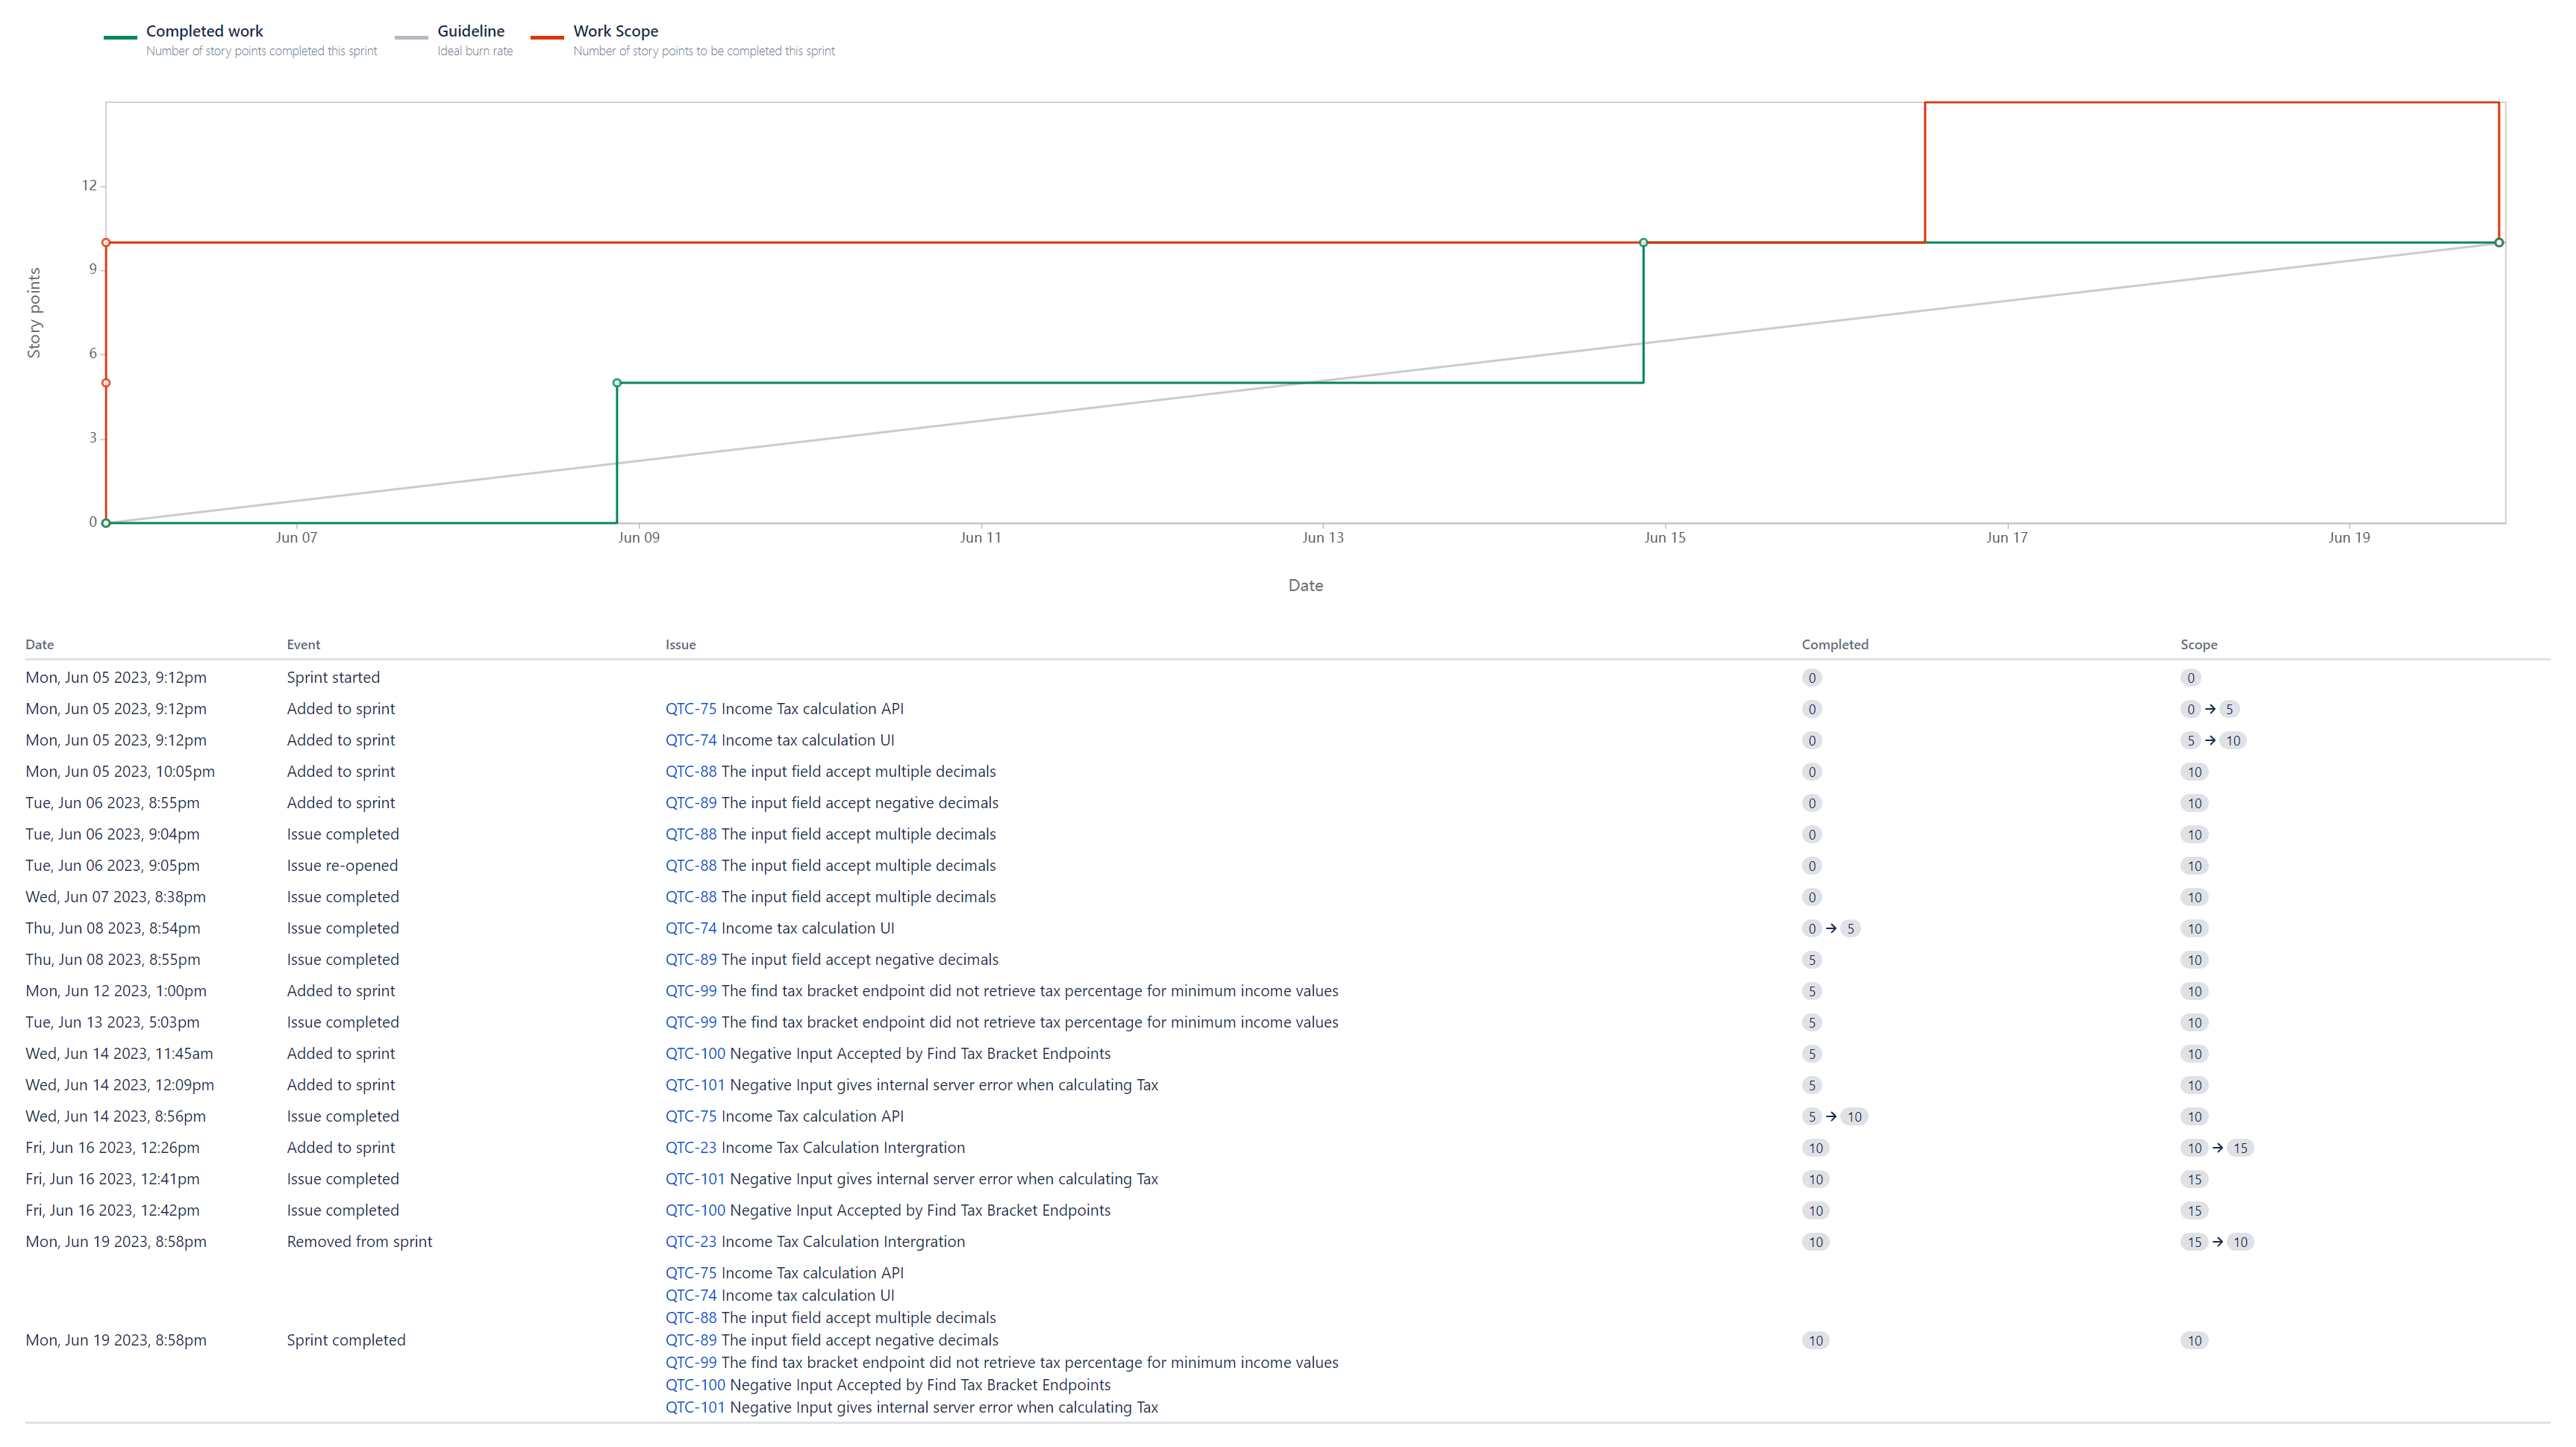 Completed work
Number of story points completed this sprint
Guideline
Ideal burn rate
Work Scope
Number of story points to be completed this sprint
Story points
12
9
6
3
0
Jun 07 Jun 09 Jun 11 Jun 13 Jun 15 Jun 17 Jun 19
Date
Date Event Issue Completed Scope
Mon, Jun 05 2023, 9:12pm Sprint started 0 0
Mon, Jun 05 2023, 9:12pm Added to sprint QTC-75 Income Tax calculation API 0 0 → 5
Mon, Jun 05 2023, 9:12pm Added to sprint QTC-74 Income tax calculation UI 0 5 → 10
Mon, Jun 05 2023, 10:05pm Added to sprint QTC-88 The input field accept multiple decimals 0 10
Tue, Jun 06 2023, 8:55pm Added to sprint QTC-89 The input field accept negative decimals 0 10
Tue, Jun 06 2023, 9:04pm Issue completed QTC-88 The input field accept multiple decimals 0 10
Tue, Jun 06 2023, 9:05pm Issue re-opened QTC-88 The input field accept multiple decimals 0 10
Wed, Jun 07 2023, 8:38pm Issue completed QTC-88 The input field accept multiple decimals 0 10
Thu, Jun 08 2023, 8:54pm Issue completed QTC-74 Income tax calculation UI 0 → 5 10
Thu, Jun 08 2023, 8:55pm Issue completed QTC-89 The input field accept negative decimals 5 10
Mon, Jun 12 2023, 1:00pm Added to sprint QTC-99 The find tax bracket endpoint did not retrieve tax percentage for minimum income values 5 10
Tue, Jun 13 2023, 5:03pm Issue completed QTC-99 The find tax bracket endpoint did not retrieve tax percentage for minimum income values 5 10
Wed, Jun 14 2023, 11:45am Added to sprint QTC-100 Negative Input Accepted by Find Tax Bracket Endpoints 5 10
Wed, Jun 14 2023, 12:09pm Added to sprint QTC-101 Negative Input gives internal server error when calculating Tax 5 10
Wed, Jun 14 2023, 8:56pm Issue completed QTC-75 Income Tax calculation API 5 → 10 10
Fri, Jun 16 2023, 12:26pm Added to sprint QTC-23 Income Tax Calculation Intergration 10 10 → 15
Fri, Jun 16 2023, 12:41pm Issue completed QTC-101 Negative Input gives internal server error when calculating Tax 10 15
Fri, Jun 16 2023, 12:42pm Issue completed QTC-100 Negative Input Accepted by Find Tax Bracket Endpoints 10 15
Mon, Jun 19 2023, 8:58pm Removed from sprint QTC-23 Income Tax Calculation Intergration 10 15 → 10
QTC-75 Income Tax calculation API
QTC-74 Income tax calculation UI
QTC-88 The input field accept multiple decimals
Mon, Jun 19 2023, 8:58pm Sprint completed QTC-89 The input field accept negative decimals 10 10
QTC-99 The find tax bracket endpoint did not retrieve tax percentage for minimum income values
QTC-100 Negative Input Accepted by Find Tax Bracket Endpoints
QTC-101 Negative Input gives internal server error when calculating Tax